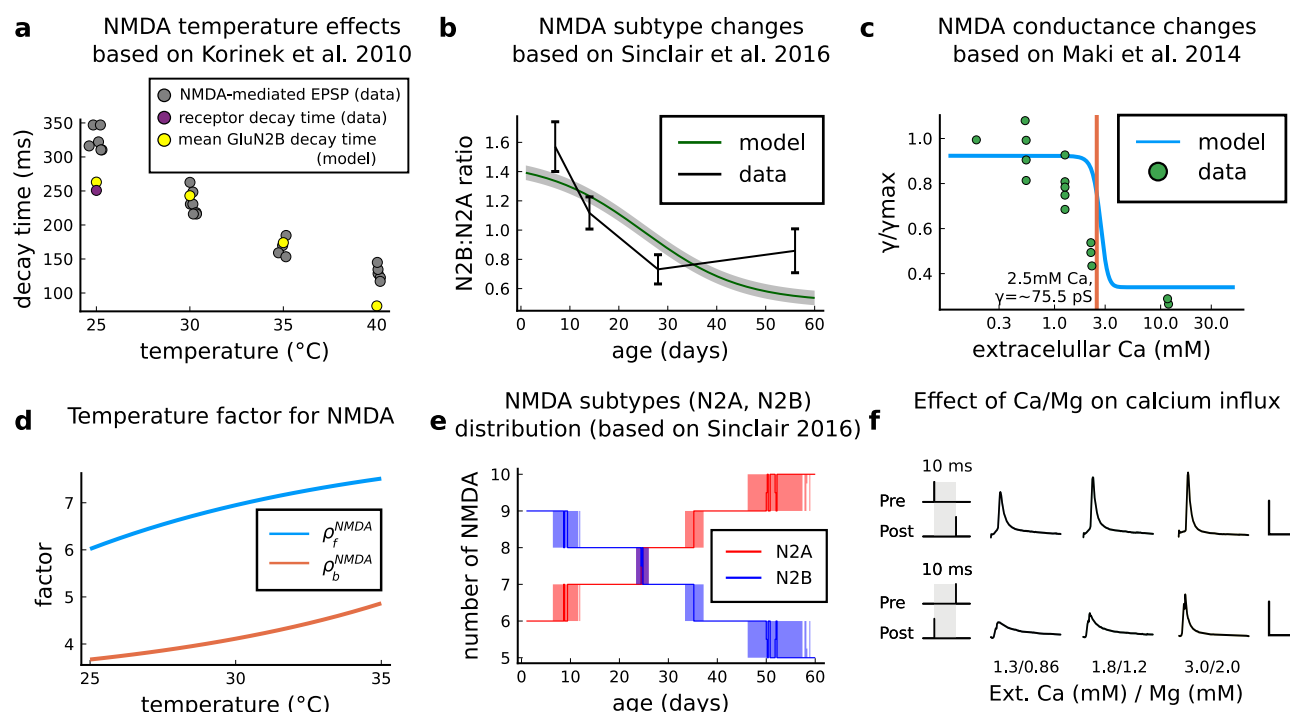 a
NMDA temperature effects
based on Korinek et al. 2010
NMDA-mediated EPSP (data)
receptor decay time (data)
mean GluN2B decay time
(model)
decay time (ms)
350
300
250
200
150
100
25
30
35
40
temperature (°C)
b
NMDA subtype changes
based on Sinclair et al. 2016
model
data
N2B:N2A ratio
1.6
1.4
1.2
1.0
0.8
0.6
0
10
20
30
40
50
60
age (days)
c
NMDA conductance changes
based on Maki et al. 2014
model
data
γ/γmax
1.0
0.8
0.6
0.4
2.5mM Ca,
γ=~75.5 pS
0.3
1.0
3.0
10.0
30.0
extracelullar Ca (mM)
d
Temperature factor for NMDA
factor
7
6
5
4
ρ_f^NMDA
ρ_b^NMDA
25
30
35
temperature (°C)
e
NMDA subtypes (N2A, N2B)
distribution (based on Sinclair 2016)
number of NMDA
10
9
8
7
6
5
N2A
N2B
0
10
20
30
40
50
60
age (days)
f
Effect of Ca/Mg on calcium influx
10 ms
Pre
Post
10 ms
Pre
Post
1.3/0.86
1.8/1.2
3.0/2.0
Ext. Ca (mM) / Mg (mM)